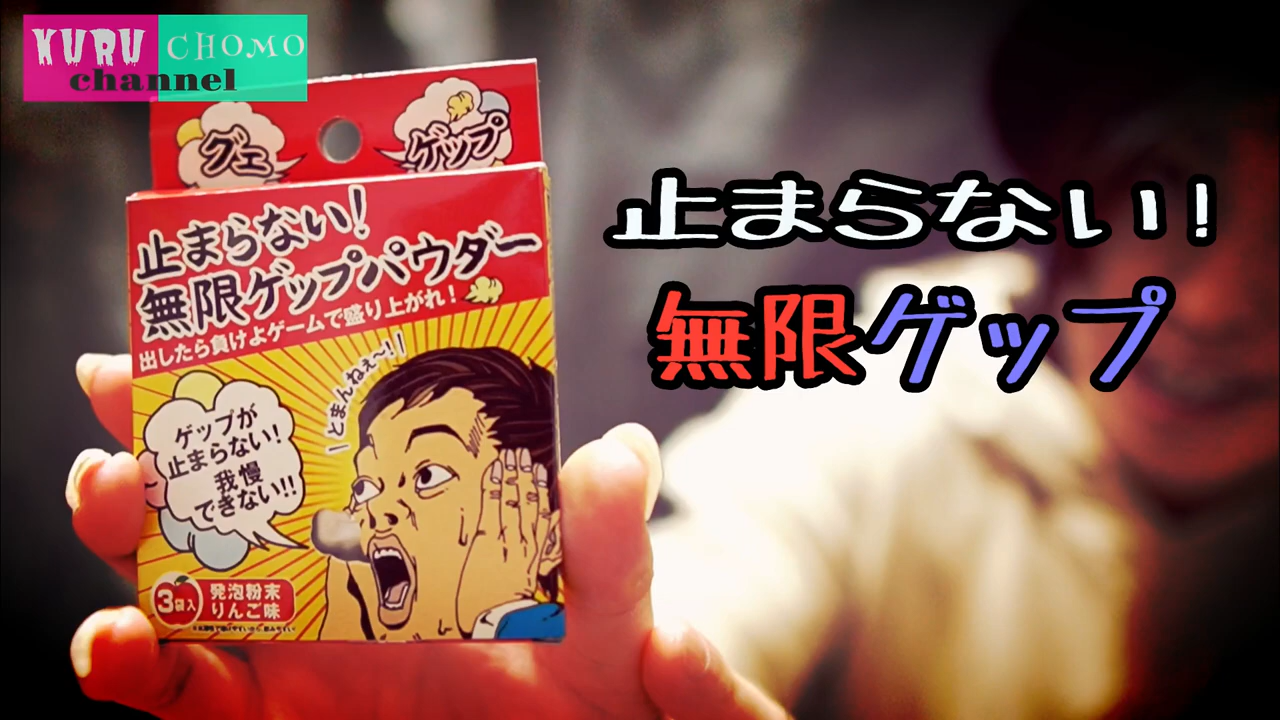 KURU CHOMO
channel
グェ
ゲップ
止まらない!
無限ゲップパウダー
出したら負けよゲームで盛り上がれ!
とまんねぇ~!!
ゲップが
止まらない!
我慢
できない!!
3袋入
発泡粉末
りんご味
止まらない!
無限ゲップ